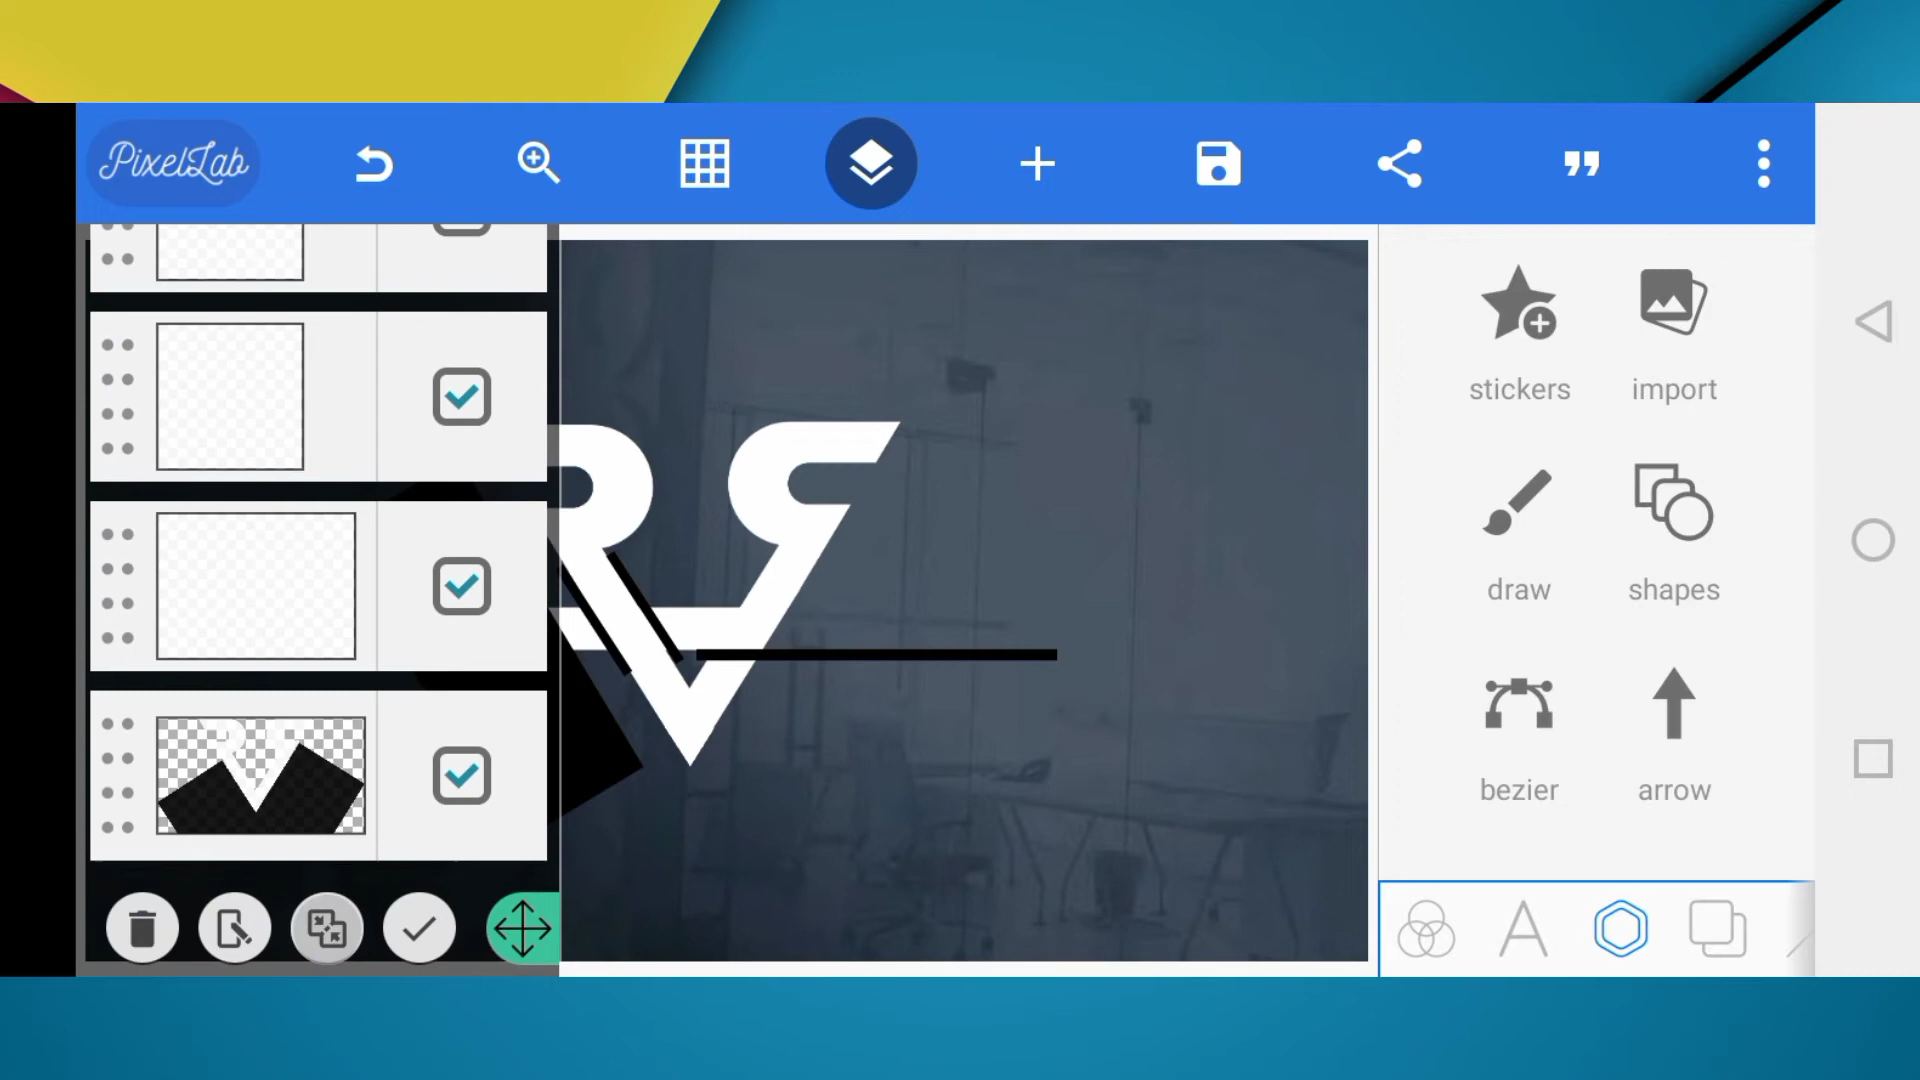 PixelLab
stickers
import
draw
shapes
bezier
arrow